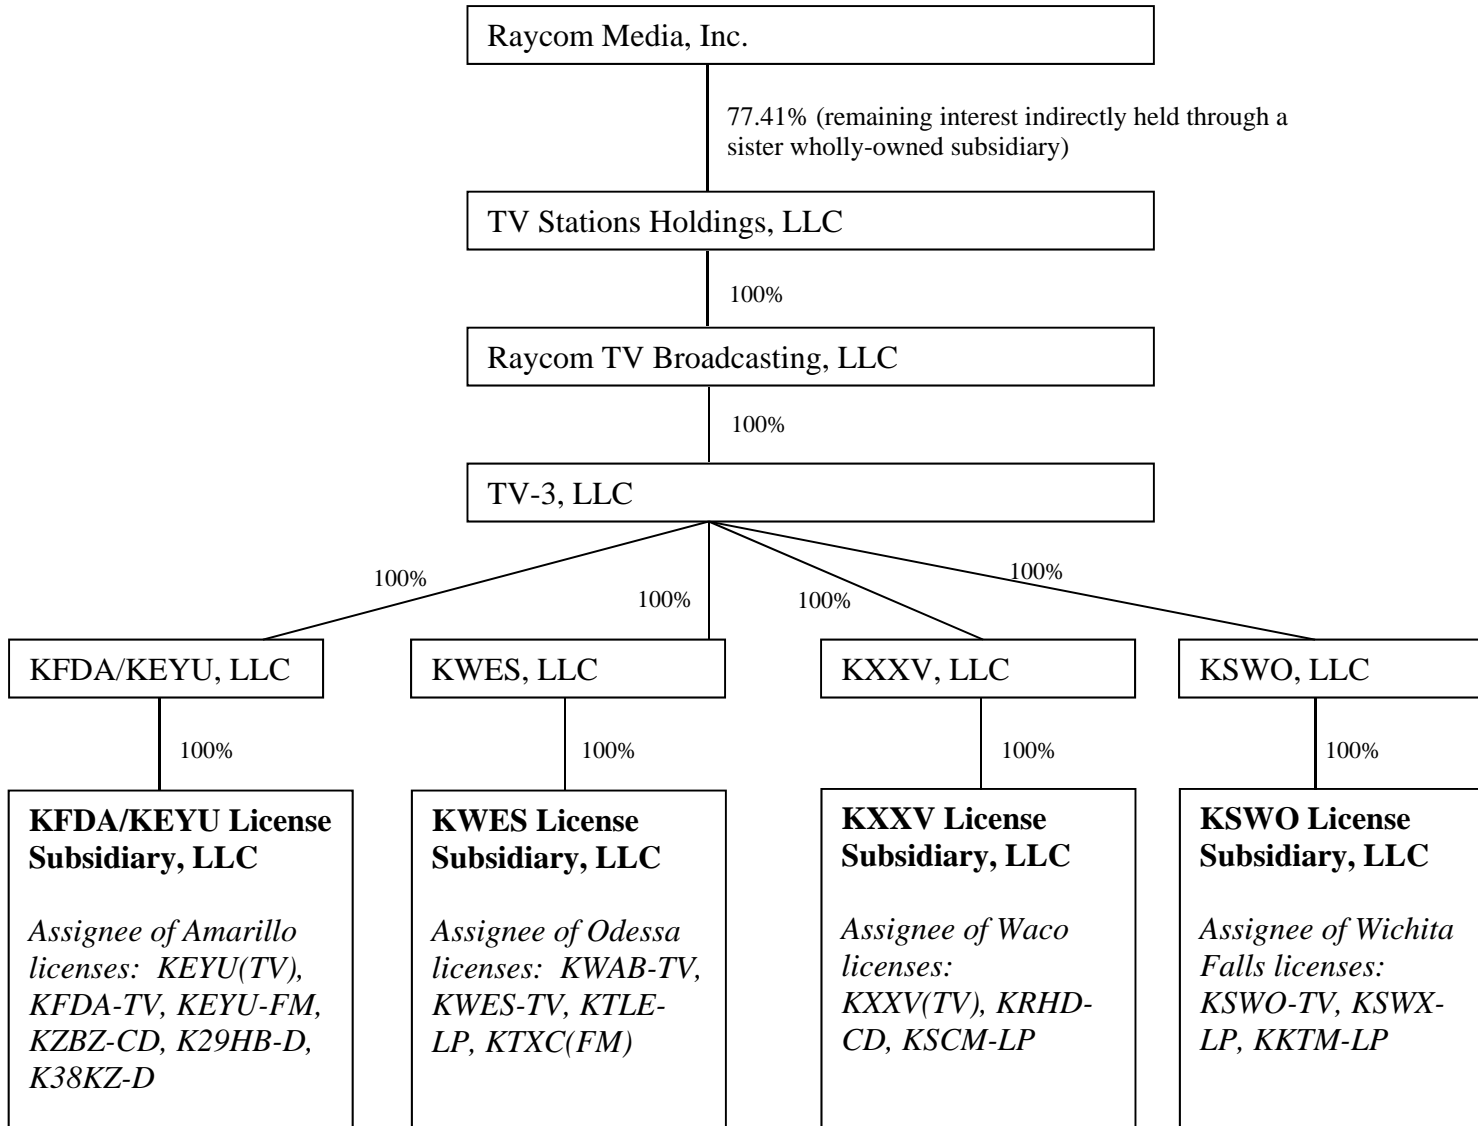 Raycom Media, Inc.
77.41% (remaining interest indirectly held through a
sister wholly-owned subsidiary)
TV Stations Holdings, LLC
100%
Raycom TV Broadcasting, LLC
100%
TV-3, LLC
100%
100%
100%
100%
KFDA/KEYU, LLC
KWES, LLC
KXXV, LLC
KSWO, LLC
100%
100%
100%
100%
KFDA/KEYU License
Subsidiary, LLC
Assignee of Amarillo
licenses: KEYU(TV),
KFDA-TV, KEYU-FM,
KZBZ-CD, K29HB-D,
K38KZ-D
KWES License
Subsidiary, LLC
Assignee of Odessa
licenses: KWAB-TV,
KWES-TV, KTLE-
LP, KTXC(FM)
KXXV License
Subsidiary, LLC
Assignee of Waco
licenses:
KXXV(TV), KRHD-
CD, KSCM-LP
KSWO License
Subsidiary, LLC
Assignee of Wichita
Falls licenses:
KSWO-TV, KSWX-
LP, KKTM-LP